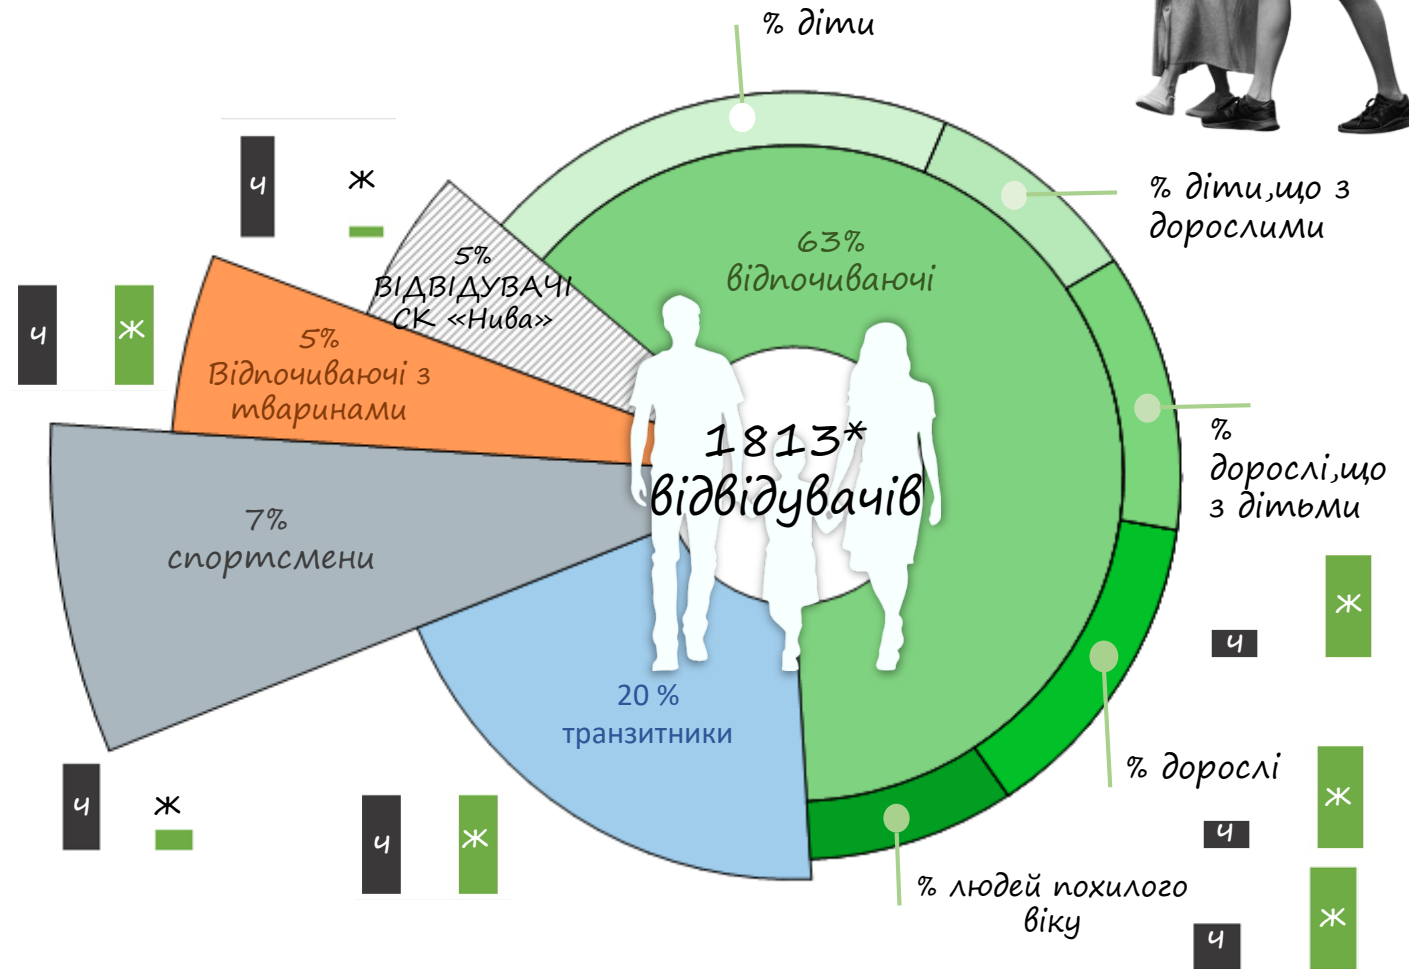 % діти
% діти,що з
дорослими
63%
відпочиваючі
ч
ж
5%
ВІДВІДУВАЧІ
СК «Нива»
ч
ж
5%
Відпочиваючі з
тваринами
1813*
відвідувачів
%
дорослі,що
з дітьми
7%
спортсмени
ч
ж
20 %
транзитники
% дорослі
ч
ж
ч
ж
ч
ж
% людей похилого
віку
ч
ж